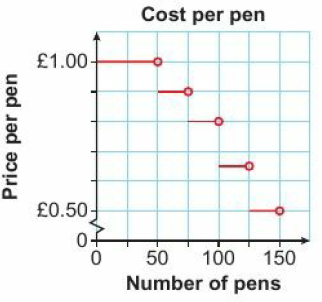 Cost per pen
Price per pen
£1.00
£0.50
0
0 50 100 150
Number of pens